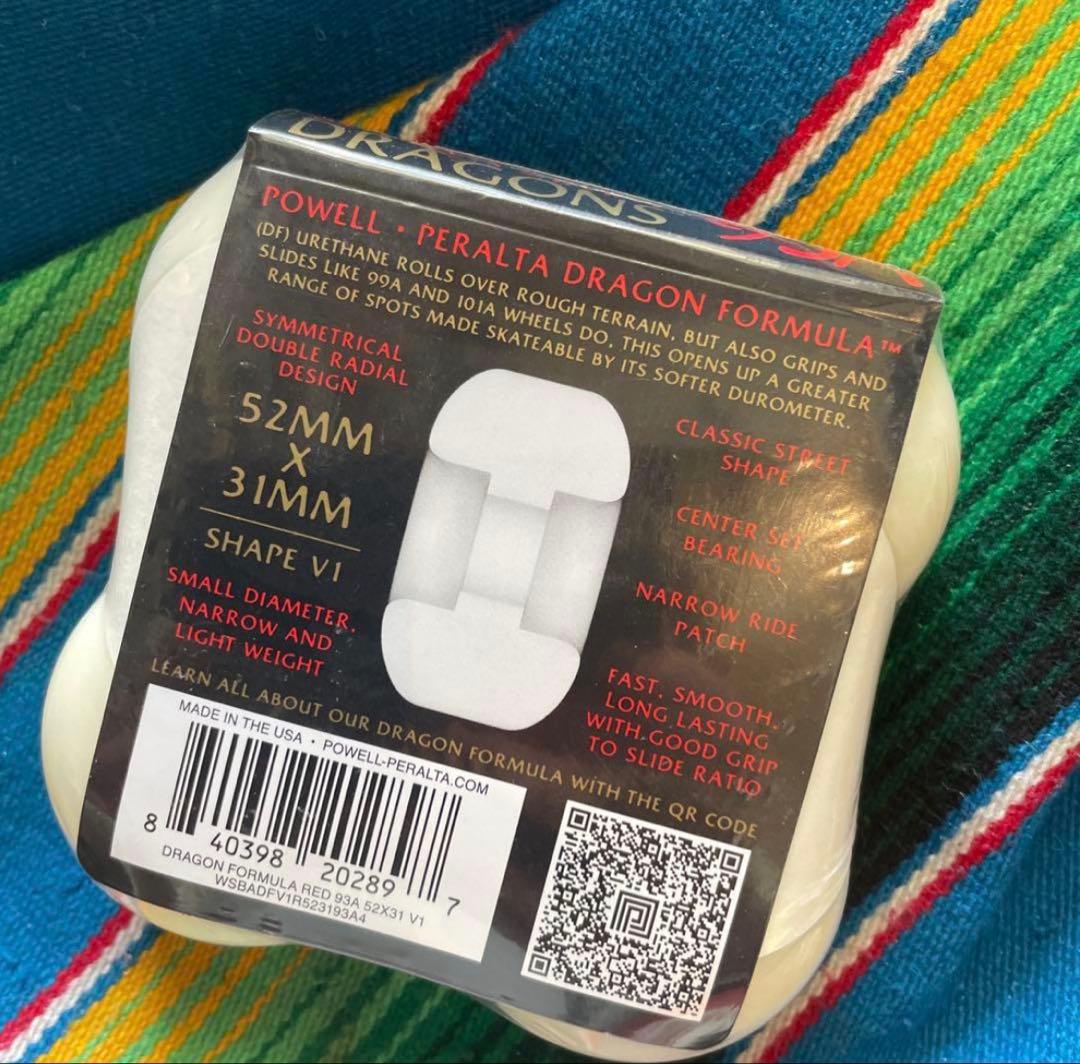 DRAGONS
POWELL • PERALTA DRAGON FORMULA™
(DF) URETHANE ROLLS OVER ROUGH TERRAIN, BUT ALSO GRIPS AND
SLIDES LIKE 99A AND 101A WHEELS DO. THIS OPENS UP A GREATER
RANGE OF SPOTS MADE SKATEABLE BY ITS SOFTER DUROMETER.
SYMMETRICAL
DOUBLE RADIAL
DESIGN
52MM
X
31MM
SHAPE V1
SMALL DIAMETER,
NARROW AND
LIGHT WEIGHT
CLASSIC STREET
SHAPE
CENTER SET
BEARING
NARROW RIDE
PATCH
FAST, SMOOTH,
LONG LASTING
WITH GOOD GRIP
TO SLIDE RATIO
LEARN ALL ABOUT OUR DRAGON FORMULA WITH THE QR CODE
MADE IN THE USA • POWELL-PERALTA.COM
8 40398 20289 7
DRAGON FORMULA RED 93A 52X31 V1
WSBADFV1R523193A4